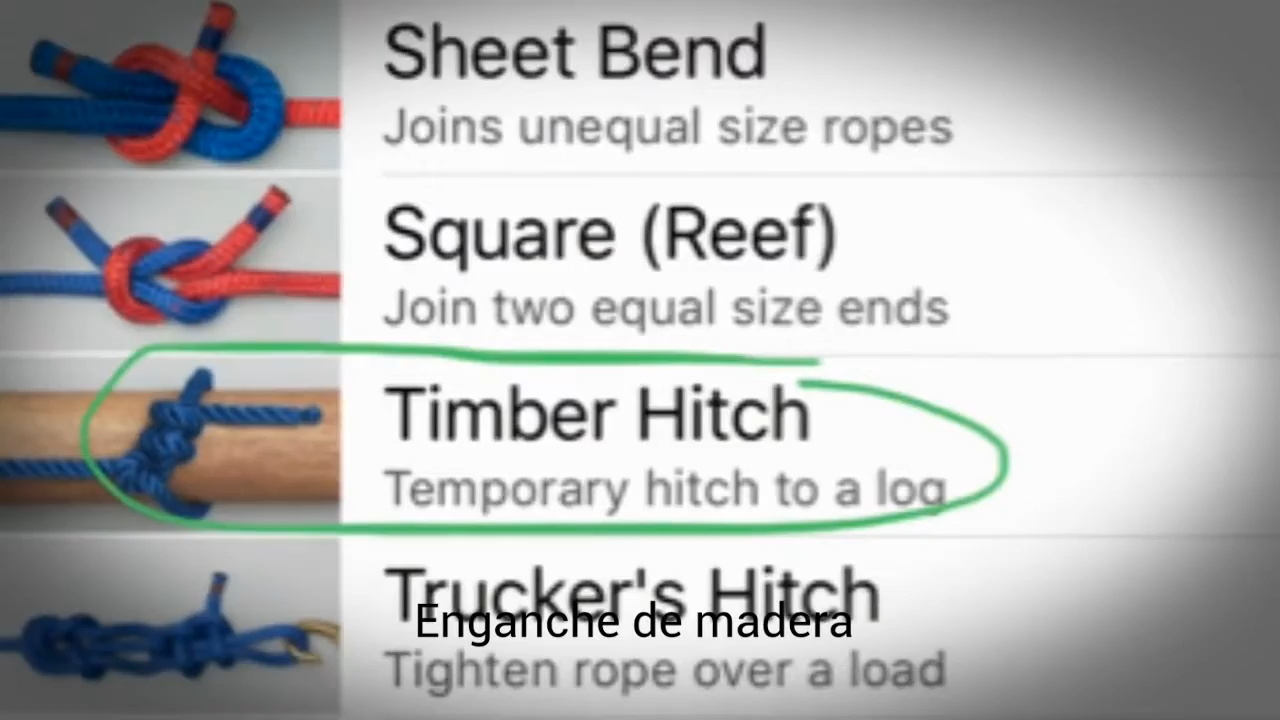 Sheet Bend
Joins unequal size ropes
Square (Reef)
Join two equal size ends
Timber Hitch
Temporary hitch to a log
Trucker's Hitch
Enganche de madera
Tighten rope over a load